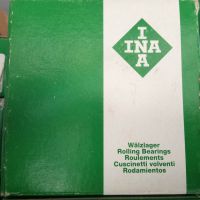 I
INA
A
Wälzlager
Rolling Bearings
Roulements
Cuscinetti volventi
Rodamientos